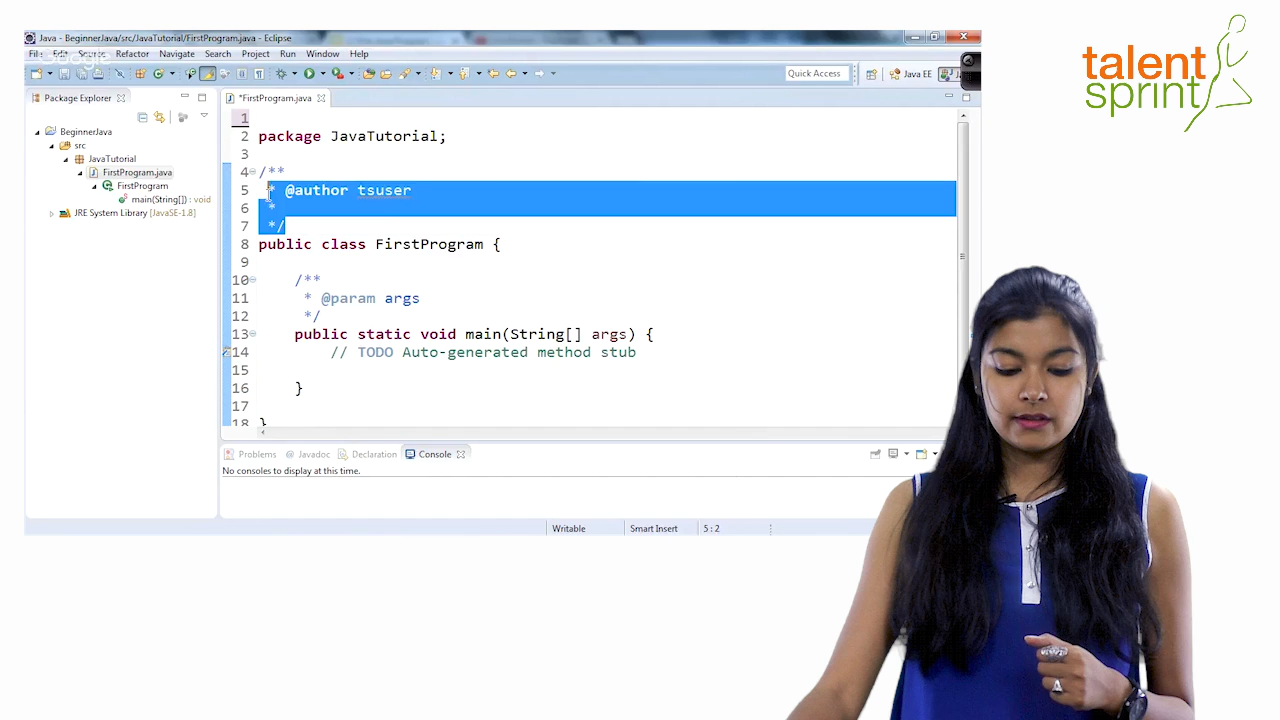 Java - BeginnerJava/src/JavaTutorial/FirstProgram.java - Eclipse
File Edit Source Refactor Navigate Search Project Run Window Help
Google
Quick Access
Java EE
Package Explorer
BeginnerJava
src
JavaTutorial
FirstProgram.java
FirstProgram
main(String[]) : void
JRE System Library [JavaSE-1.8]
*FirstProgram.java
1
2 package JavaTutorial;
3
4 /**
5 * @author tsuser
6 *
7 */
8 public class FirstProgram {
9
10 /**
11 * @param args
12 */
13 public static void main(String[] args) {
14 // TODO Auto-generated method stub
15
16 }
17
18 }
Problems @ Javadoc Declaration Console
No consoles to display at this time.
Writable Smart Insert 5 : 2
talent
sprint